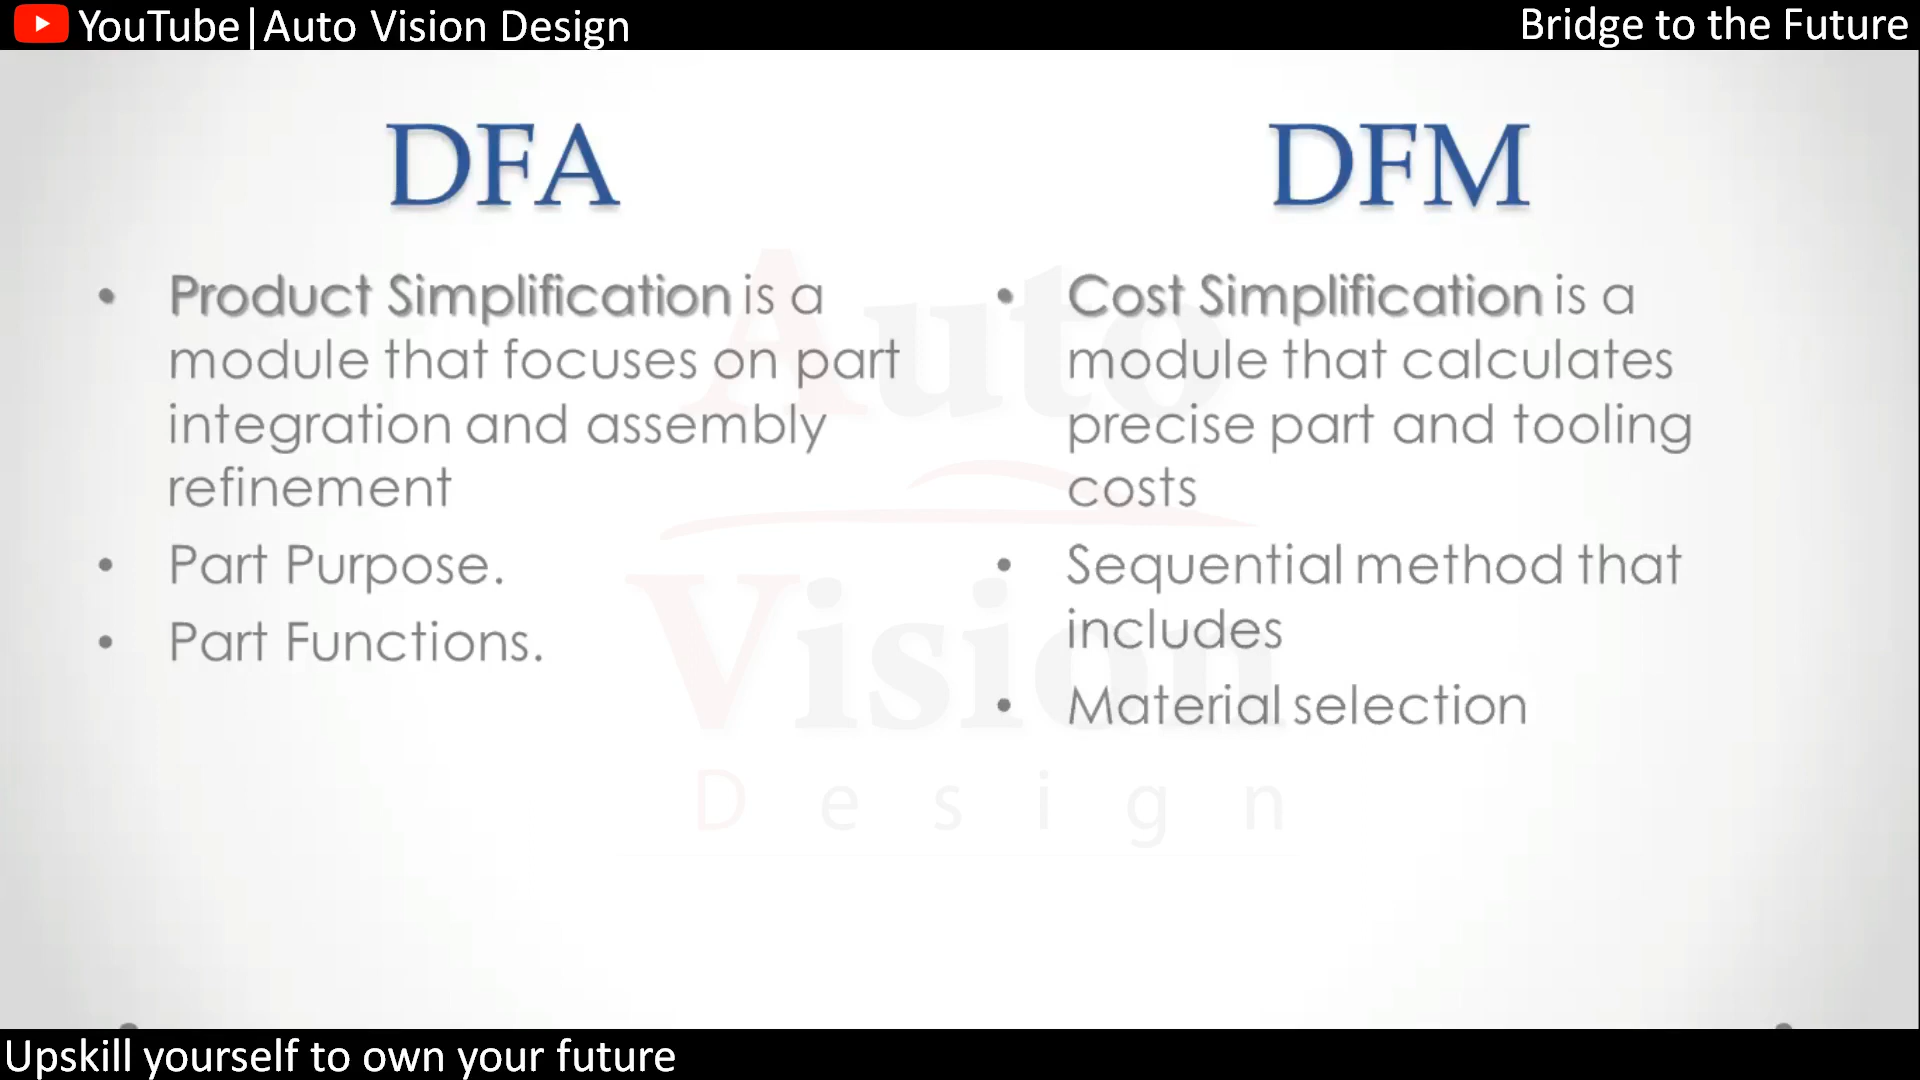 YouTube|Auto Vision Design
Bridge to the Future
DFA
• Product Simplification is a
module that focuses on part
integration and assembly
refinement
• Part Purpose.
• Part Functions.
DFM
• Cost Simplification is a
module that calculates
precise part and tooling
costs
• Sequential method that
includes
• Material selection
Auto
Vision
Design
Upskill yourself to own your future